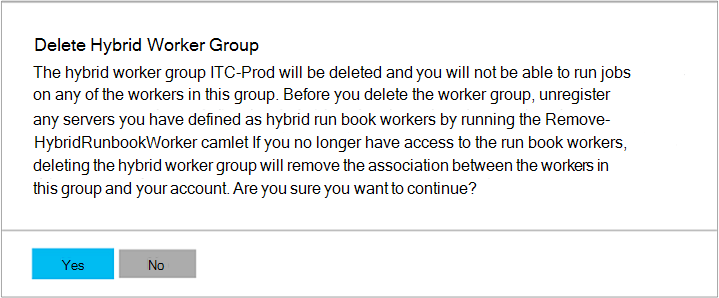 Delete Hybrid Worker Group
The hybrid worker group ITC-Prod will be deleted and you will not be able to run jobs
on any of the workers in this group. Before you delete the worker group, unregister
any servers you have defined as hybrid run book workers by running the Remove-
HybridRunbookWorker camlet If you no longer have access to the run book workers,
deleting the hybrid worker group will remove the association between the workers in
this group and your account. Are you sure you want to continue?
Yes
No